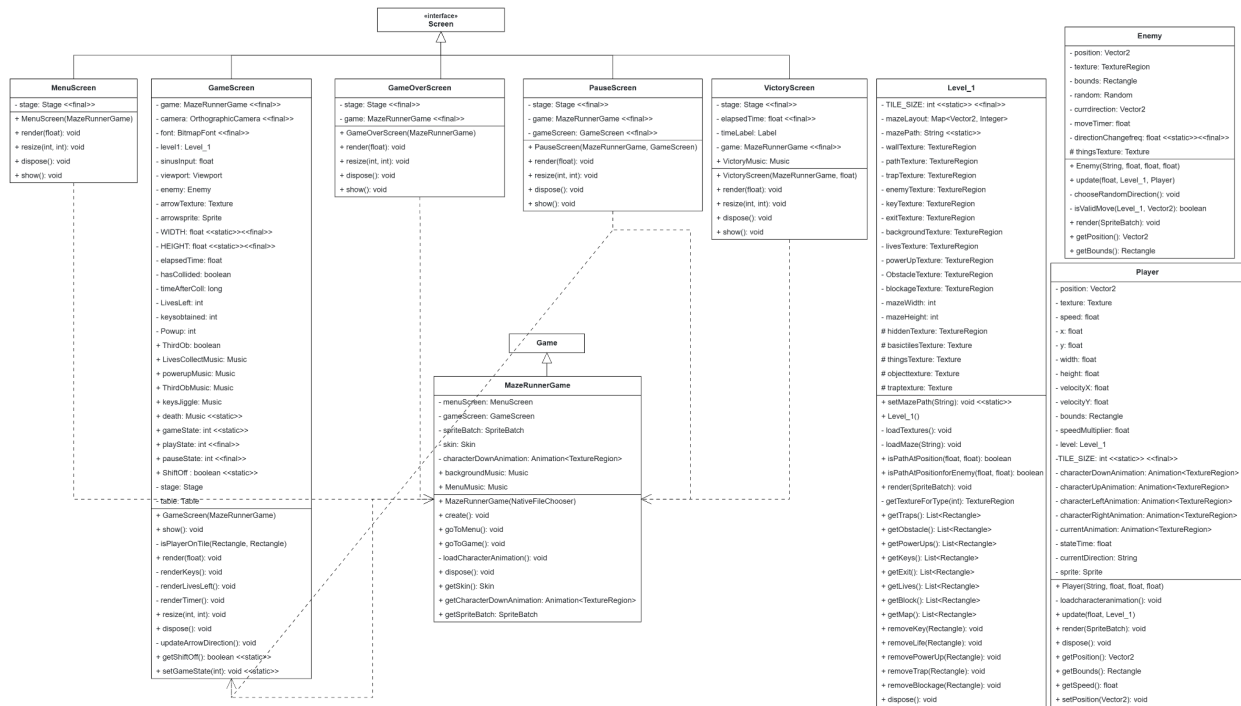 «interface»
Screen
MenuScreen
- stage: Stage <<final>>
+ MenuScreen(MazeRunnerGame)
+ render(float): void
+ resize(int, int): void
+ dispose(): void
+ show(): void
GameScreen
- game: MazeRunnerGame <<final>>
- camera: OrthographicCamera <<final>>
- font: BitmapFont <<final>>
- level1: Level_1
- sinusInput: float
- viewport: Viewport
- enemy: Enemy
- arrowTexture: Texture
- arrowsprite: Sprite
- WIDTH: float <<static>><<final>>
- HEIGHT: float <<static>><<final>>
- elapsedTime: float
- hasCollided: boolean
- timeAfterColl: long
- LivesLeft: int
- keysobtained: int
- Powup: int
+ ThirdOb: boolean
+ LivesCollectMusic: Music
+ powerupMusic: Music
+ ThirdObMusic: Music
+ keysJiggle: Music
+ death: Music <<static>>
+ gameState: int <<static>>
+ playState: int <<final>>
+ pauseState: int <<final>>
+ ShiftOff : boolean <<static>>
- stage: Stage
- table: Table
+ GameScreen(MazeRunnerGame)
+ show(): void
- isPlayerOnTile(Rectangle, Rectangle)
+ render(float): void
- renderKeys(): void
- renderLivesLeft(): void
- renderTimer(): void
+ resize(int, int): void
+ dispose(): void
- updateArrowDirection(): void
+ getShiftOff(): boolean <<static>>
+ setGameState(int): void <<static>>
GameOverScreen
- stage: Stage <<final>>
- game: MazeRunnerGame <<final>>
+ GameOverScreen(MazeRunnerGame)
+ render(float): void
+ resize(int, int): void
+ dispose(): void
+ show(): void
PauseScreen
- stage: Stage <<final>>
- game: MazeRunnerGame <<final>>
- gameScreen: GameScreen <<final>>
+ PauseScreen(MazeRunnerGame, GameScreen)
+ render(float): void
+ resize(int, int): void
+ dispose(): void
+ show(): void
VictoryScreen
- stage: Stage <<final>>
- elapsedTime: float <<final>>
- timeLabel: Label
- game: MazeRunnerGame <<final>>
+ VictoryMusic: Music
+ VictoryScreen(MazeRunnerGame, float)
+ render(float): void
+ resize(int, int): void
+ dispose(): void
+ show(): void
Game
MazeRunnerGame
- menuScreen: MenuScreen
- gameScreen: GameScreen
- spriteBatch: SpriteBatch
- skin: Skin
- characterDownAnimation: Animation<TextureRegion>
+ backgroundMusic: Music
+ MenuMusic: Music
+ MazeRunnerGame(NativeFileChooser)
+ create(): void
+ goToMenu(): void
+ goToGame(): void
- loadCharacterAnimation(): void
+ dispose(): void
+ getSkin(): Skin
+ getCharacterDownAnimation: Animation<TextureRegion>
+ getSpriteBatch: SpriteBatch
Level_1
- TILE_SIZE: int <<static>> <<final>>
- mazeLayout: Map<Vector2, Integer>
- mazePath: String <<static>>
- wallTexture: TextureRegion
- pathTexture: TextureRegion
- trapTexture: TextureRegion
- enemyTexture: TextureRegion
- keyTexture: TextureRegion
- exitTexture: TextureRegion
- backgroundTexture: TextureRegion
- livesTexture: TextureRegion
- powerUpTexture: TextureRegion
- ObstacleTexture: TextureRegion
- blockageTexture: TextureRegion
- mazeWidth: int
- mazeHeight: int
# hiddenTexture: TextureRegion
# basictilesTexture: Texture
# thingsTexture: Texture
# objecttexture: Texture
# traptexture: Texture
+ setMazePath(String): void <<static>>
+ Level_1()
- loadTextures(): void
- loadMaze(String): void
+ isPathAtPosition(float, float): boolean
+ isPathAtPositionforEnemy(float, float): boolean
+ render(SpriteBatch): void
- getTextureForType(int): TextureRegion
+ getTraps(): List<Rectangle>
+ getObstacle(): List<Rectangle>
+ getPowerUps(): List<Rectangle>
+ getKeys(): List<Rectangle>
+ getExit(): List<Rectangle>
+ getLives(): List<Rectangle>
+ getBlock(): List<Rectangle>
+ getMap(): List<Rectangle>
+ removeKey(Rectangle): void
+ removeLife(Rectangle): void
+ removePowerUp(Rectangle): void
+ removeTrap(Rectangle): void
+ removeBlockage(Rectangle): void
+ dispose(): void
Enemy
- position: Vector2
- texture: TextureRegion
- bounds: Rectangle
- random: Random
- currdirection: Vector2
- moveTimer: float
- directionChangefreq: float <<static>><<final>>
# thingsTexture: Texture
+ Enemy(String, float, float, float)
+ update(float, Level_1, Player)
- chooseRandomDirection(): void
- isValidMove(Level_1, Vector2): boolean
+ render(SpriteBatch): void
+ getPosition(): Vector2
+ getBounds(): Rectangle
Player
- position: Vector2
- texture: Texture
- speed: float
- x: float
- y: float
- width: float
- height: float
- velocityX: float
- velocityY: float
- bounds: Rectangle
- speedMultiplier: float
- level: Level_1
-TILE_SIZE: int <<static>> <<final>>
- characterDownAnimation: Animation<TextureRegion>
- characterUpAnimation: Animation<TextureRegion>
- characterLeftAnimation: Animation<TextureRegion>
- characterRightAnimation: Animation<TextureRegion>
- currentAnimation: Animation<TextureRegion>
- stateTime: float
- currentDirection: String
- sprite: Sprite
+ Player(String, float, float, float)
- loadcharacteranimation(): void
+ update(float, Level_1)
+ render(SpriteBatch): void
+ dispose(): void
+ getPosition(): Vector2
+ getBounds(): Rectangle
+ getSpeed(): float
+ setPosition(Vector2): void